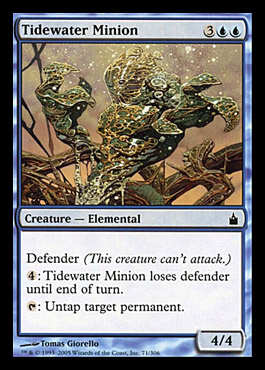 Tidewater Minion 3
Creature — Elemental
Defender (This creature can't attack.)
4: Tidewater Minion loses defender
until end of turn.
: Untap target permanent.
Tomas Giorello
4/4
™ & © 1993-2005 Wizards of the Coast, Inc. 71/306